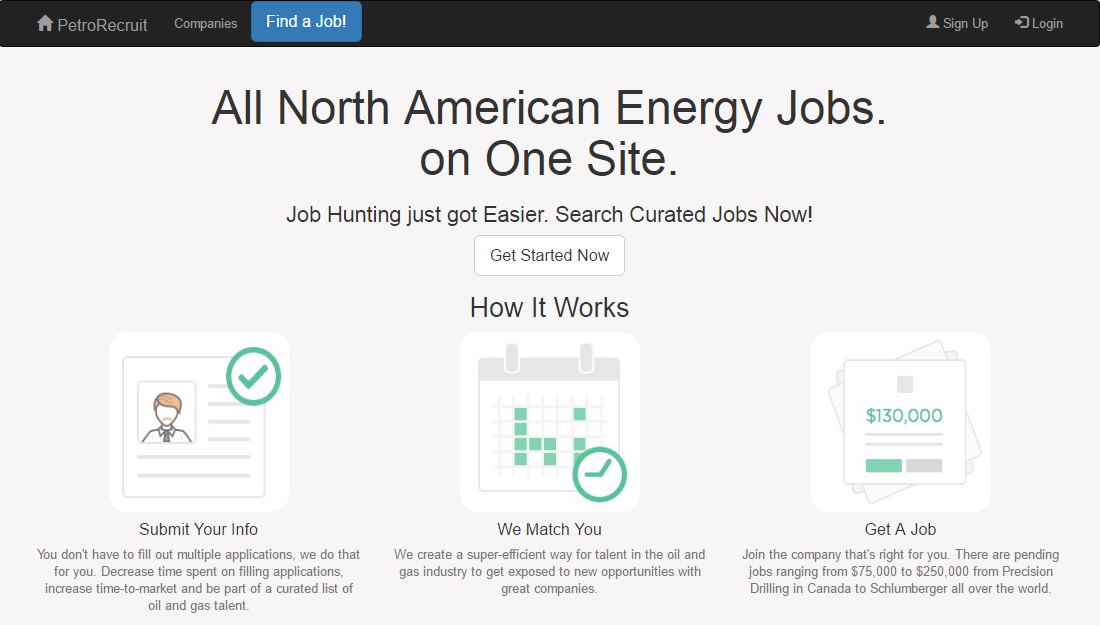 PetroRecruit Companies Find a Job! Sign Up Login
All North American Energy Jobs.
on One Site.
Job Hunting just got Easier. Search Curated Jobs Now!
Get Started Now
How It Works
$130,000
Submit Your Info
You don't have to fill out multiple applications, we do that
for you. Decrease time spent on filling applications,
increase time-to-market and be part of a curated list of
oil and gas talent.
We Match You
We create a super-efficient way for talent in the oil and
gas industry to get exposed to new opportunities with
great companies.
Get A Job
Join the company that's right for you. There are pending
jobs ranging from $75,000 to $250,000 from Precision
Drilling in Canada to Schlumberger all over the world.